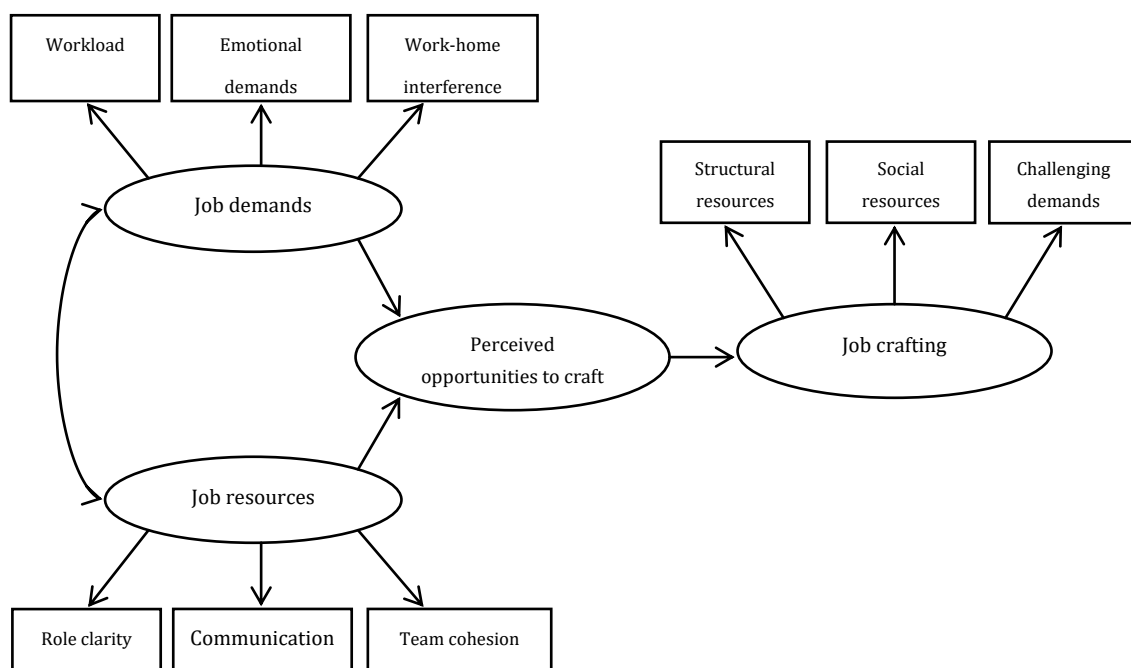 Workload
Emotional
demands
Work-home
interference
Structural
resources
Social
resources
Challenging
demands
Job demands
Perceived
opportunities to craft
Job crafting
Job resources
Role clarity
Communication
Team cohesion